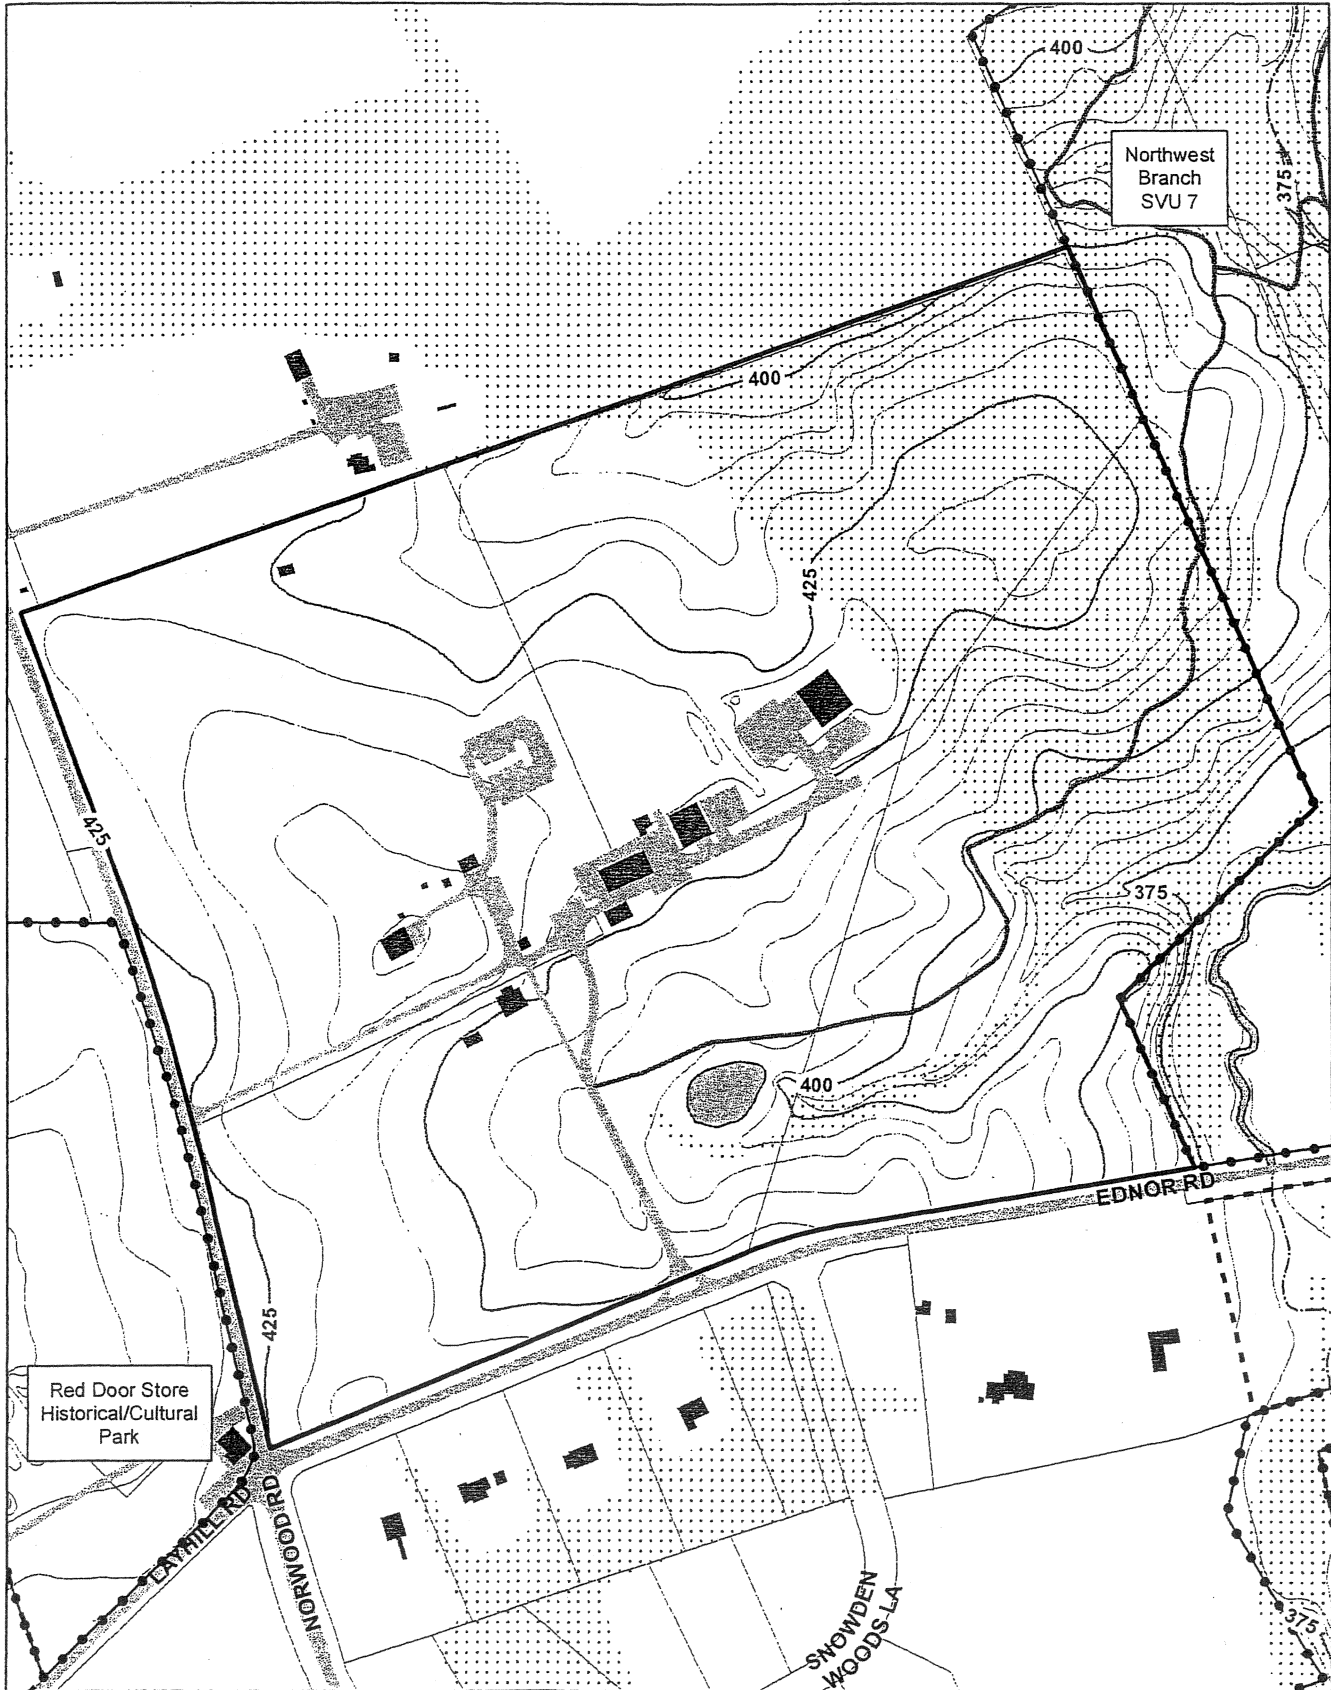 400
Northwest
Branch
SVU 7
375
400
425
425
375
400
EDNOR RD
425
Red Door Store
Historical/Cultural
Park
LAYHILL RD
NORWOOD RD
SNOWDEN
WOODS LA
375